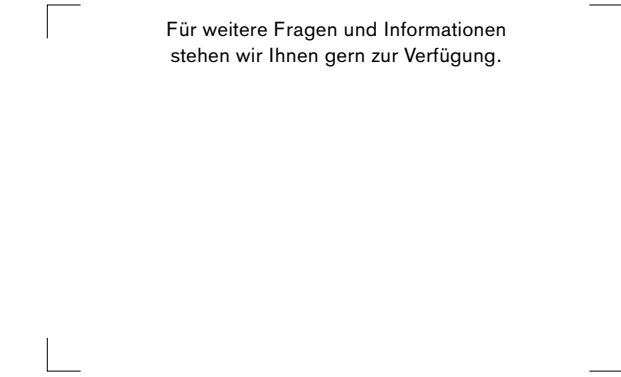 Für weitere Fragen und Informationen
stehen wir Ihnen gern zur Verfügung.